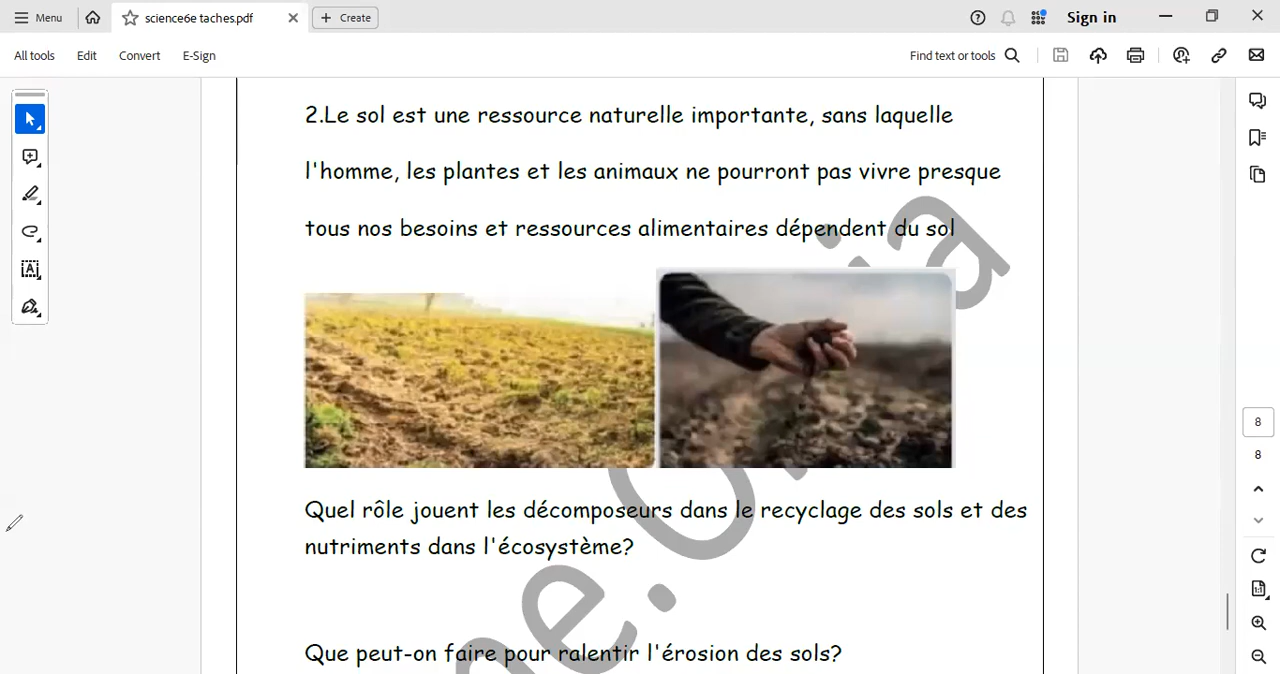 Menu
science6e taches.pdf
Create
Sign in
All tools
Edit
Convert
E-Sign
Find text or tools
2.Le sol est une ressource naturelle importante, sans laquelle
l'homme, les plantes et les animaux ne pourront pas vivre presque
tous nos besoins et ressources alimentaires dépendent du sol
Quel rôle jouent les décomposeurs dans le recyclage des sols et des
nutriments dans l'écosystème?
Que peut-on faire pour ralentir l'érosion des sols?
8
8